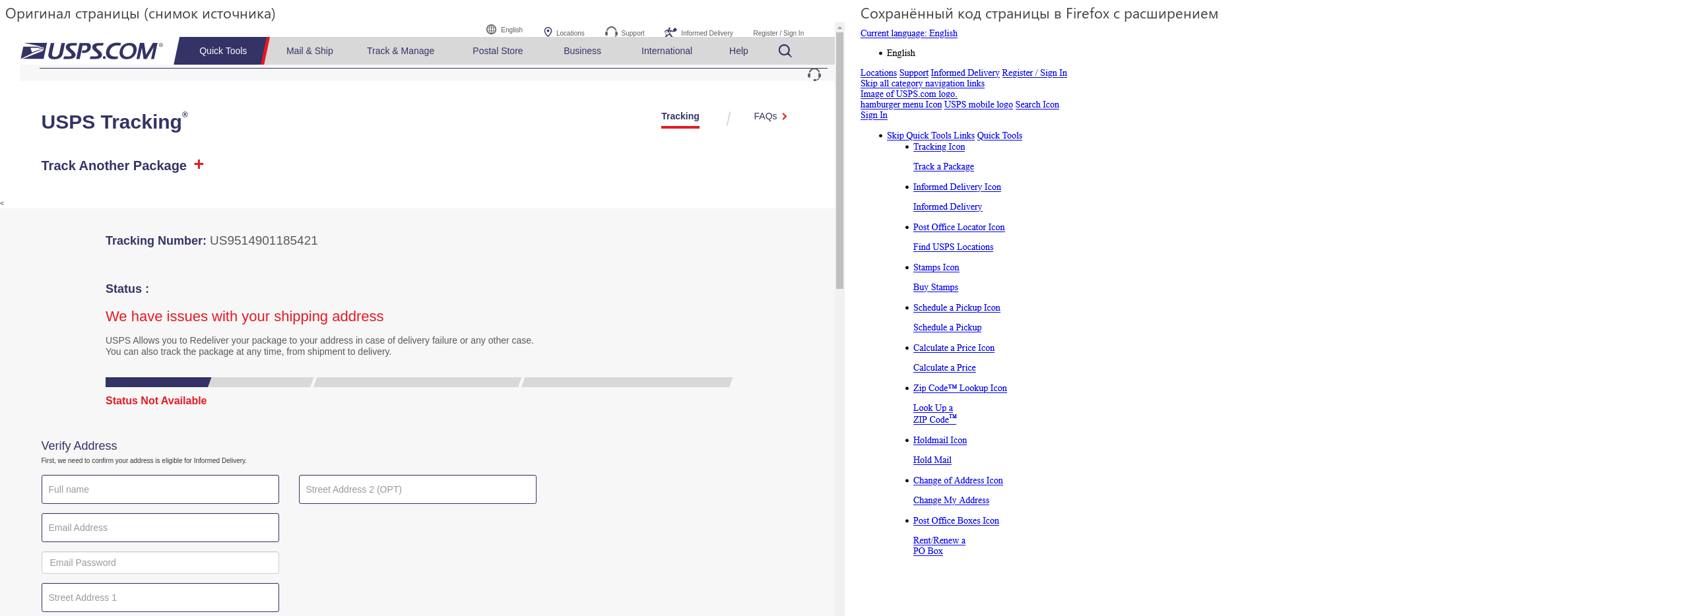 Оригинал страницы (снимок источника)
English
Locations
Support
Informed Delivery
Register / Sign In
USPS.COM®
Quick Tools
Mail & Ship
Track & Manage
Postal Store
Business
International
Help
USPS Tracking®
Tracking
FAQs
Track Another Package +
<
Tracking Number: US9514901185421
Status :
We have issues with your shipping address
USPS Allows you to Redeliver your package to your address in case of delivery failure or any other case.
You can also track the package at any time, from shipment to delivery.
Status Not Available
Verify Address
First, we need to confirm your address is eligible for Informed Delivery.
Full name
Street Address 2 (OPT)
Email Address
Email Password
Street Address 1
Сохранённый код страницы в Firefox с расширением
Current language: English
English
Locations Support Informed Delivery Register / Sign In
Skip all category navigation links
Image of USPS.com logo.
hamburger menu Icon USPS mobile logo Search Icon
Sign In
Skip Quick Tools Links Quick Tools
Tracking Icon
Track a Package
Informed Delivery Icon
Informed Delivery
Post Office Locator Icon
Find USPS Locations
Stamps Icon
Buy Stamps
Schedule a Pickup Icon
Schedule a Pickup
Calculate a Price Icon
Calculate a Price
Zip Code™ Lookup Icon
Look Up a
ZIP Code™
Holdmail Icon
Hold Mail
Change of Address Icon
Change My Address
Post Office Boxes Icon
Rent/Renew a
PO Box